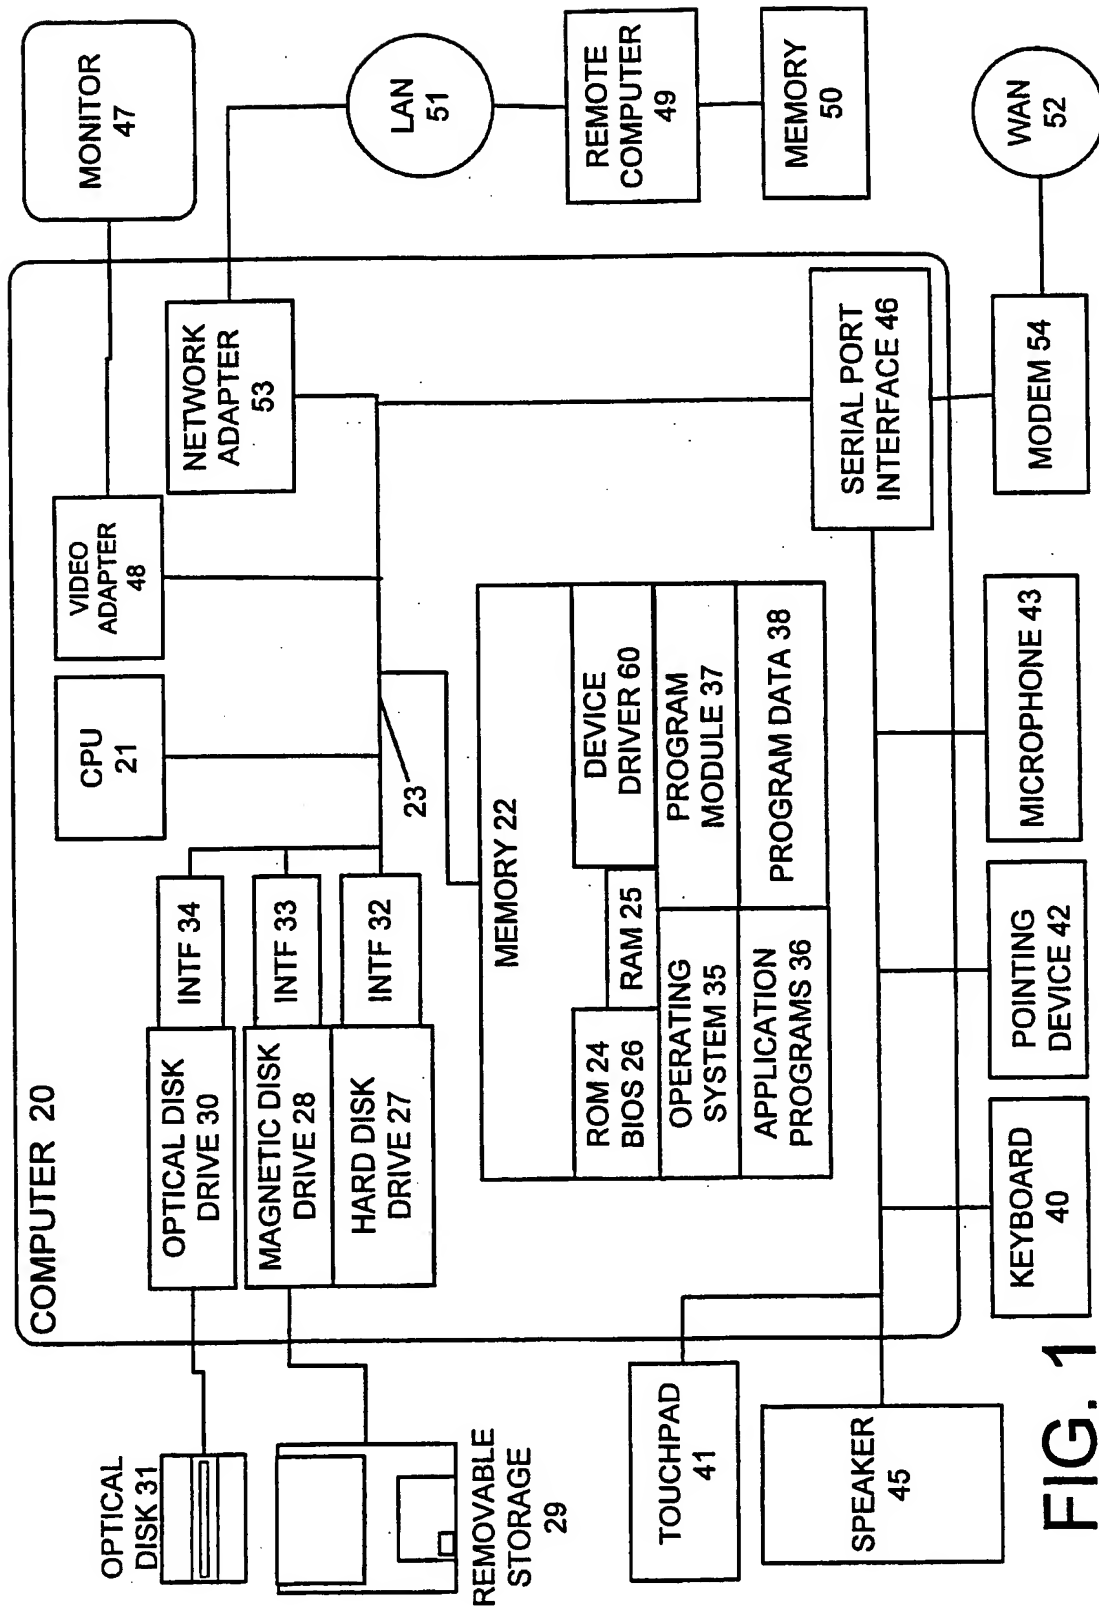 COMPUTER 20
MONITOR
47
VIDEO
ADAPTER
48
CPU
21
NETWORK
ADAPTER
53
OPTICAL
DISK 31
OPTICAL DISK
DRIVE 30
INTF 34
MAGNETIC DISK
DRIVE 28
INTF 33
HARD DISK
DRIVE 27
INTF 32
REMOVABLE
STORAGE
29
23
LAN
51
REMOTE
COMPUTER
49
MEMORY
50
MEMORY 22
ROM 24
BIOS 26
RAM 25
DEVICE
DRIVER 60
OPERATING
SYSTEM 35
PROGRAM
MODULE 37
APPLICATION
PROGRAMS 36
PROGRAM DATA 38
SERIAL PORT
INTERFACE 46
TOUCHPAD
41
SPEAKER
45
KEYBOARD
40
POINTING
DEVICE 42
MICROPHONE 43
MODEM 54
WAN
52
FIG. 1